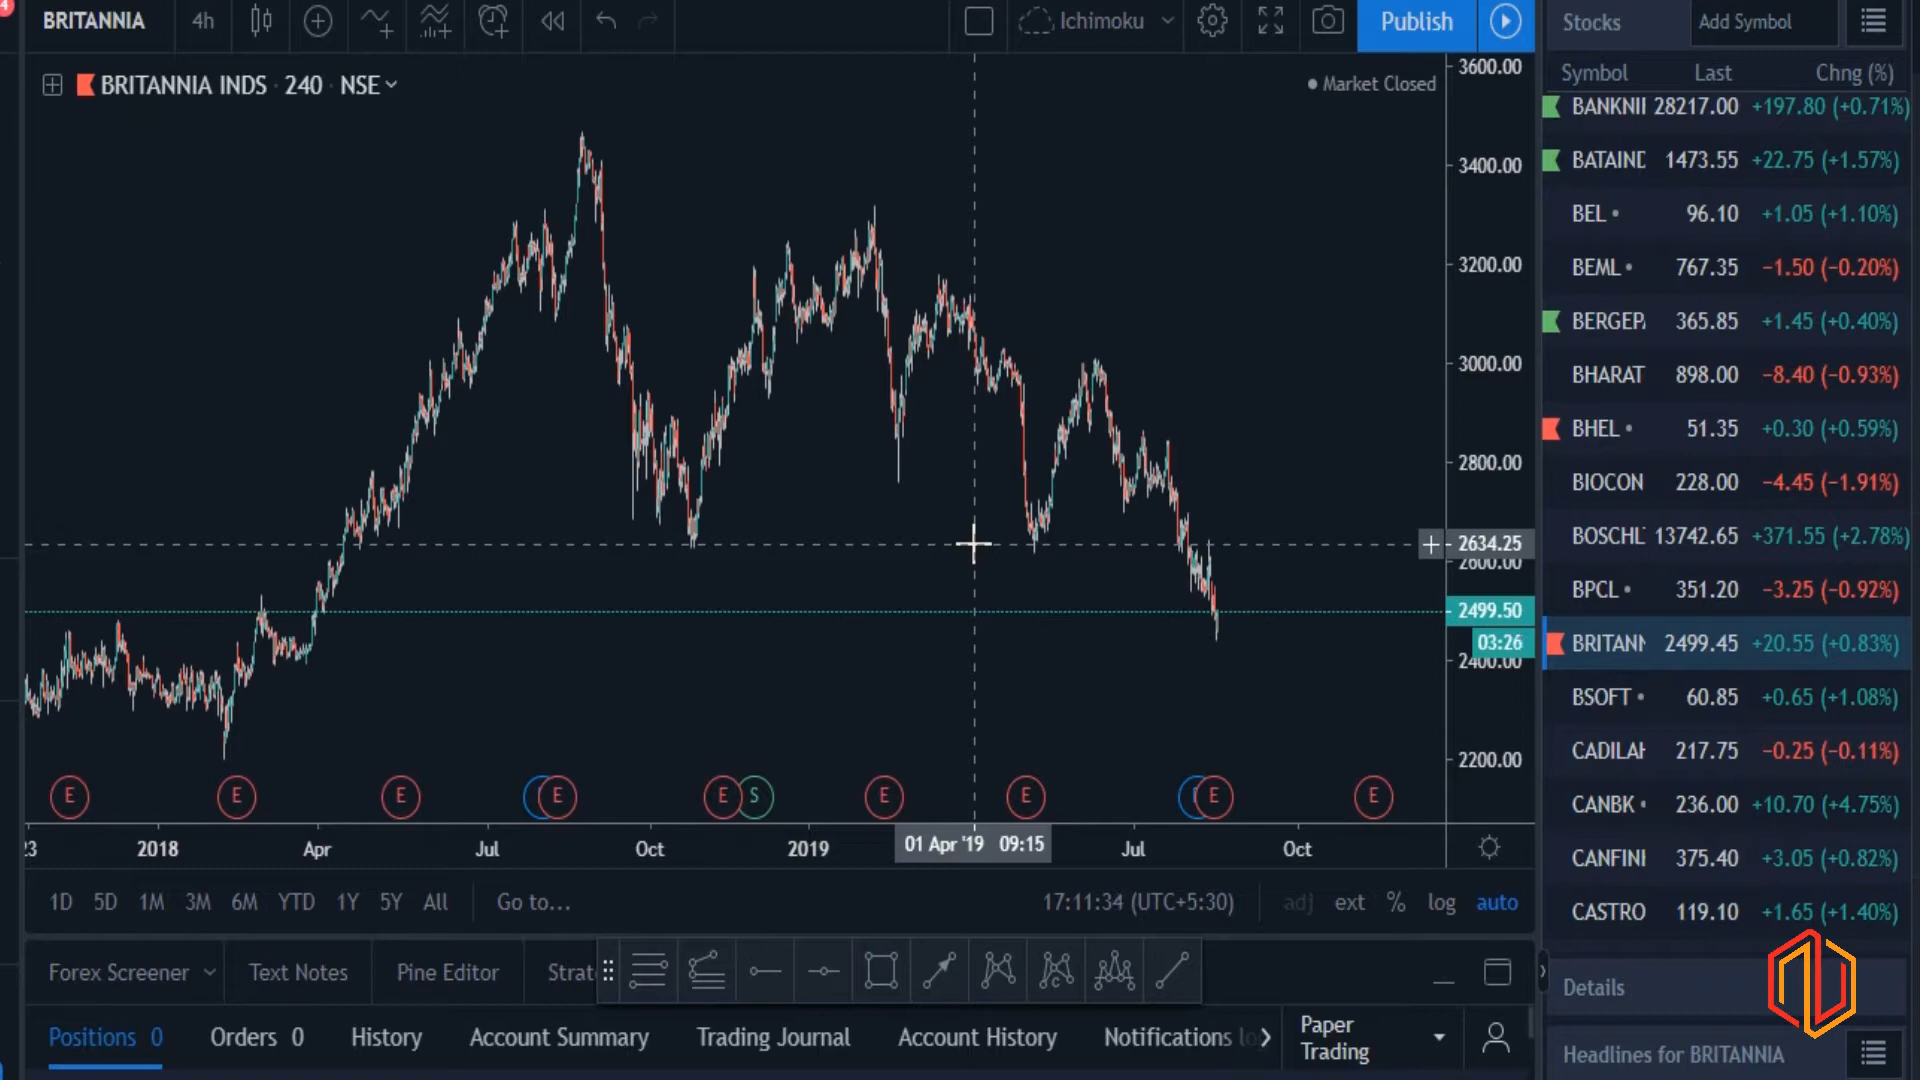 4
BRITANNIA 4h Ichimoku Publish
BRITANNIA INDS · 240 · NSE
Market Closed
3600.00
3400.00
3200.00
3000.00
2800.00
2634.25
2600.00
2499.50
03:26
2400.00
2200.00
E E E E E S E E E E
23 2018 Apr Jul Oct 2019 01 Apr '19 09:15 Jul Oct
1D 5D 1M 3M 6M YTD 1Y 5Y All Go to... 17:11:34 (UTC+5:30) adj ext % log auto
Forex Screener Text Notes Pine Editor Strat
Positions 0 Orders 0 History Account Summary Trading Journal Account History Notifications lo Paper Trading
Stocks Add Symbol
Symbol Last Chng (%)
BANKNI 28217.00 +197.80 (+0.71%)
BATAIND 1473.55 +22.75 (+1.57%)
BEL 96.10 +1.05 (+1.10%)
BEML 767.35 −1.50 (−0.20%)
BERGEP 365.85 +1.45 (+0.40%)
BHARAT 898.00 −8.40 (−0.93%)
BHEL 51.35 +0.30 (+0.59%)
BIOCON 228.00 −4.45 (−1.91%)
BOSCHL 13742.65 +371.55 (+2.78%)
BPCL 351.20 −3.25 (−0.92%)
BRITANN 2499.45 +20.55 (+0.83%)
BSOFT 60.85 +0.65 (+1.08%)
CADILAH 217.75 −0.25 (−0.11%)
CANBK 236.00 +10.70 (+4.75%)
CANFINI 375.40 +3.05 (+0.82%)
CASTRO 119.10 +1.65 (+1.40%)
Details
Headlines for BRITANNIA